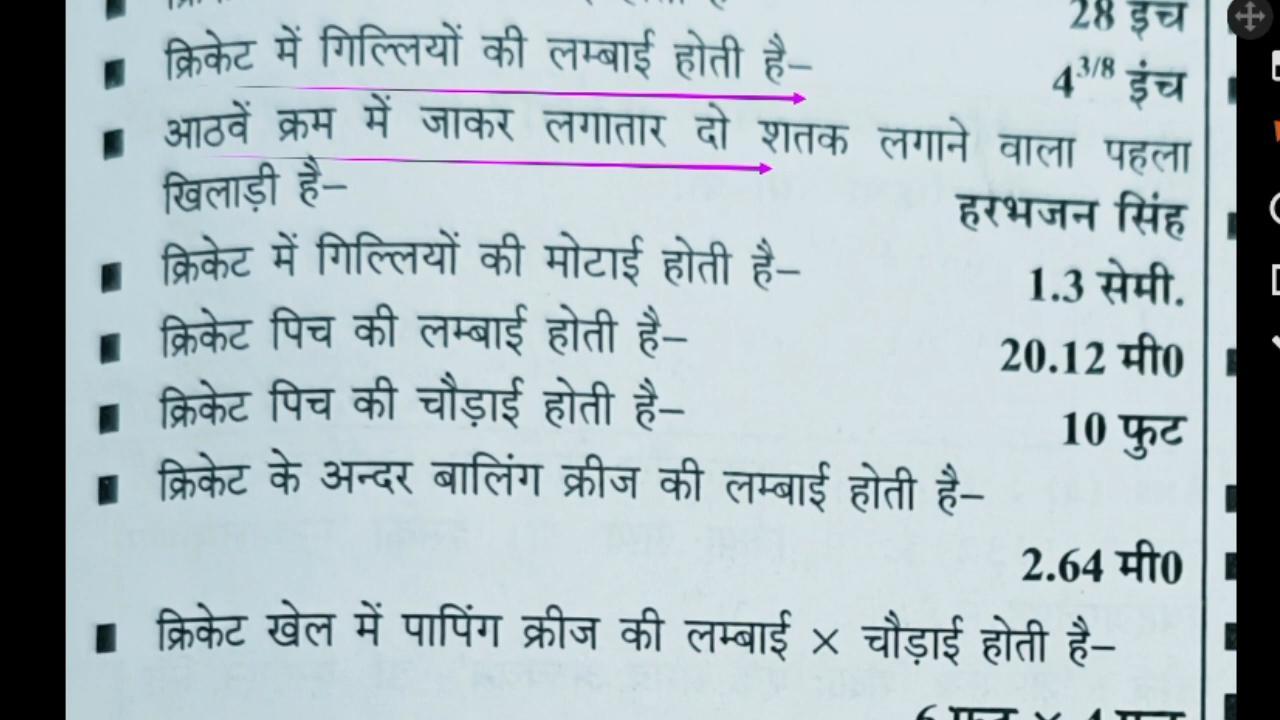 28 इंच
क्रिकेट में गिल्लियों की लम्बाई होती है–
4^3/8 इंच
आठवें क्रम में जाकर लगातार दो शतक लगाने वाला पहला
खिलाड़ी है–
हरभजन सिंह
क्रिकेट में गिल्लियों की मोटाई होती है–
1.3 सेमी.
क्रिकेट पिच की लम्बाई होती है–
20.12 मी0
क्रिकेट पिच की चौड़ाई होती है–
10 फुट
क्रिकेट के अन्दर बालिंग क्रीज की लम्बाई होती है–
2.64 मी0
क्रिकेट खेल में पापिंग क्रीज की लम्बाई × चौड़ाई होती है–